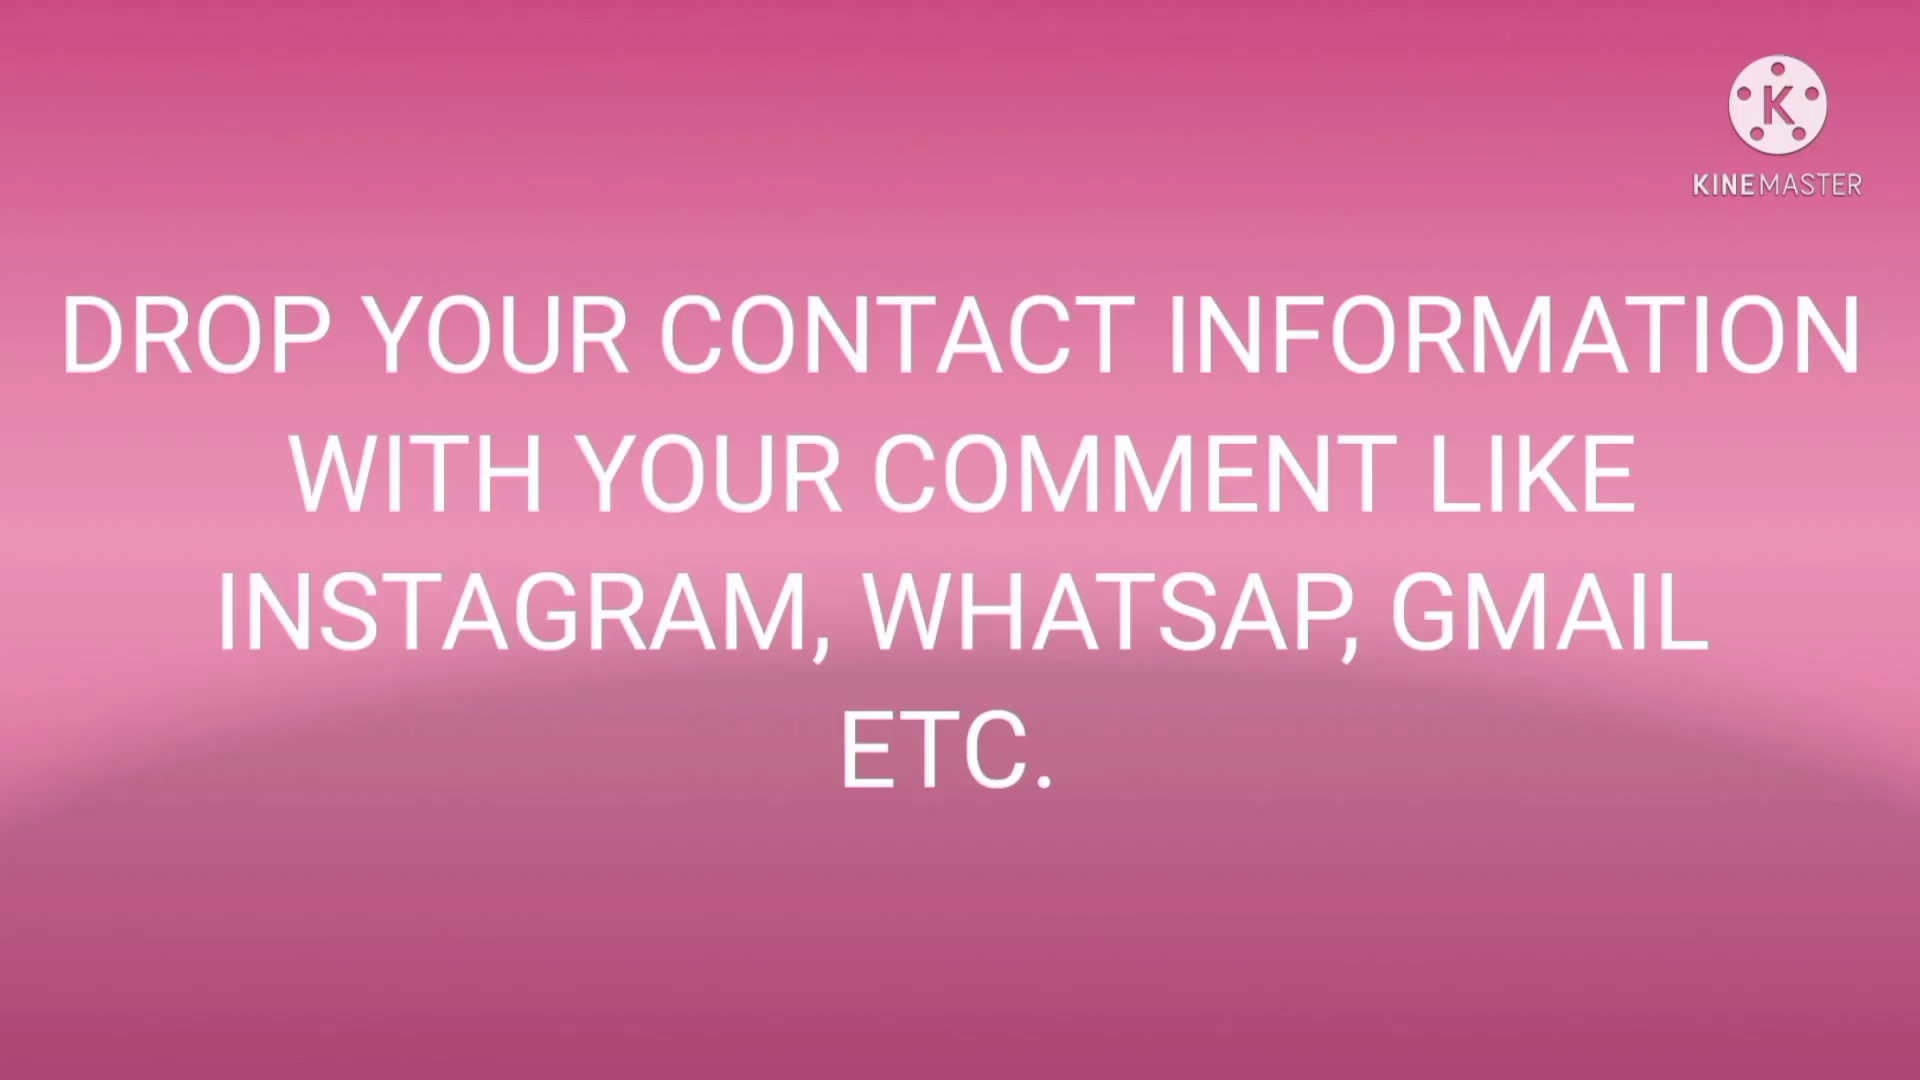 K
KINEMASTER
DROP YOUR CONTACT INFORMATION
WITH YOUR COMMENT LIKE
INSTAGRAM, WHATSAP, GMAIL
ETC.